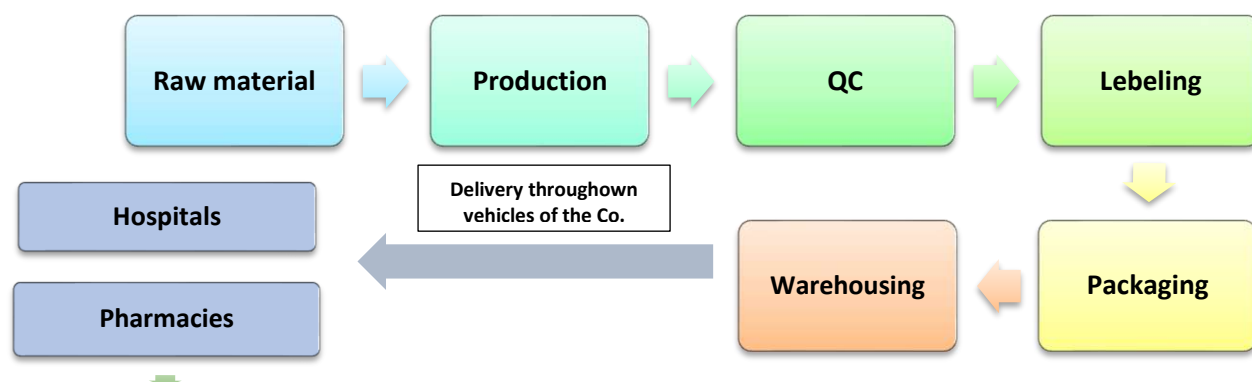 Raw material
Production
QC
Lebeling
Delivery throughown
vehicles of the Co.
Hospitals
Warehousing
Packaging
Pharmacies